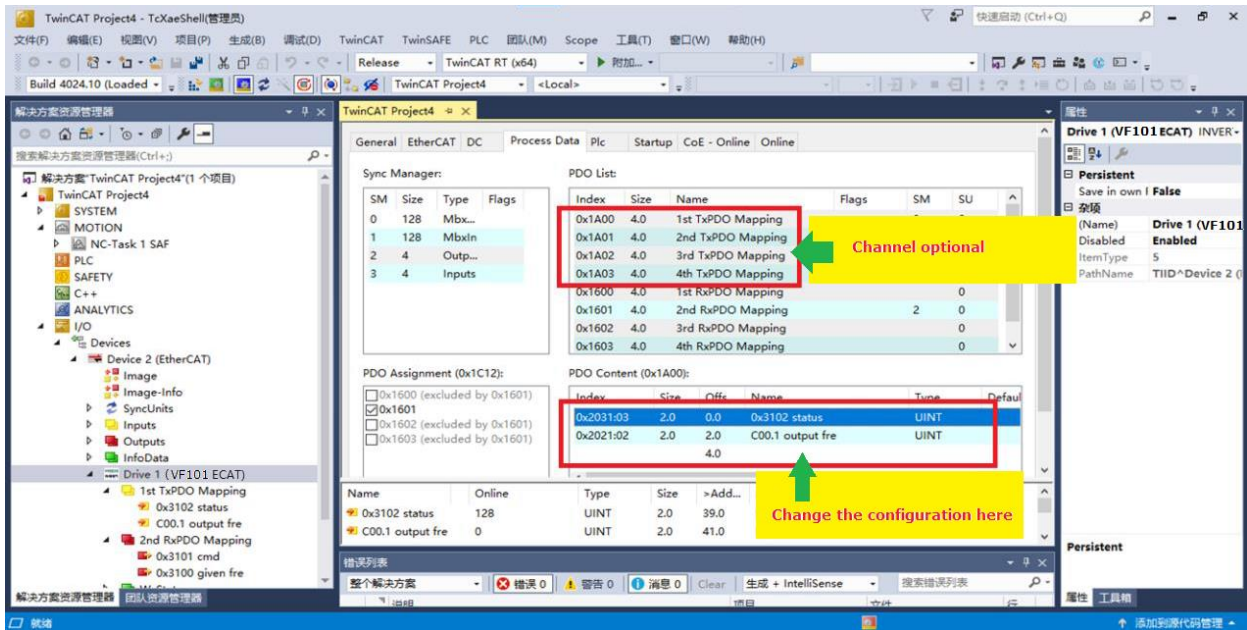 TwinCAT Project4 - TcXaeShell(管理员)
快速启动 (Ctrl+Q)
文件(F) 编辑(E) 视图(V) 项目(P) 生成(B) 调试(D) TwinCAT TwinSAFE PLC 团队(M) Scope 工具(T) 窗口(W) 帮助(H)
Release TwinCAT RT (x64) 附加...
Build 4024.10 (Loaded TwinCAT Project4 <Local>
解决方案资源管理器
搜索解决方案资源管理器(Ctrl+;)
解决方案"TwinCAT Project4"(1 个项目)
TwinCAT Project4
SYSTEM
MOTION
NC-Task 1 SAF
PLC
SAFETY
C++
ANALYTICS
I/O
Devices
Device 2 (EtherCAT)
Image
Image-Info
SyncUnits
Inputs
Outputs
InfoData
Drive 1 (VF101 ECAT)
1st TxPDO Mapping
0x3102 status
C00.1 output fre
2nd RxPDO Mapping
0x3101 cmd
0x3100 given fre
解决方案资源管理器 团队资源管理器
TwinCAT Project4
General EtherCAT DC Process Data Plc Startup CoE - Online Online
Sync Manager:
SM Size Type Flags
0 128 Mbx...
1 128 MbxIn
2 4 Outp...
3 4 Inputs
PDO List:
Index Size Name Flags SM SU
0x1A00 4.0 1st TxPDO Mapping
0x1A01 4.0 2nd TxPDO Mapping
0x1A02 4.0 3rd TxPDO Mapping
0x1A03 4.0 4th TxPDO Mapping
0x1600 4.0 1st RxPDO Mapping 0
0x1601 4.0 2nd RxPDO Mapping 2 0
0x1602 4.0 3rd RxPDO Mapping 0
0x1603 4.0 4th RxPDO Mapping 0
Channel optional
PDO Assignment (0x1C12):
0x1600 (excluded by 0x1601)
0x1601
0x1602 (excluded by 0x1601)
0x1603 (excluded by 0x1601)
PDO Content (0x1A00):
Index Size Offs Name Type Defaul
0x2031:03 2.0 0.0 0x3102 status UINT
0x2021:02 2.0 2.0 C00.1 output fre UINT
4.0
Change the configuration here
Name Online Type Size >Add...
0x3102 status 128 UINT 2.0 39.0
C00.1 output fre 0 UINT 2.0 41.0
错误列表
整个解决方案 错误 0 警告 0 消息 0 Clear 生成 + IntelliSense 搜索错误列表
说明 项目 文件 行
属性
Drive 1 (VF101ECAT) INVER
Persistent
Save in own I False
杂项
(Name) Drive 1 (VF101
Disabled Enabled
ItemType 5
PathName TIID^Device 2 (
Persistent
属性 工具箱
就绪
添加到源代码管理